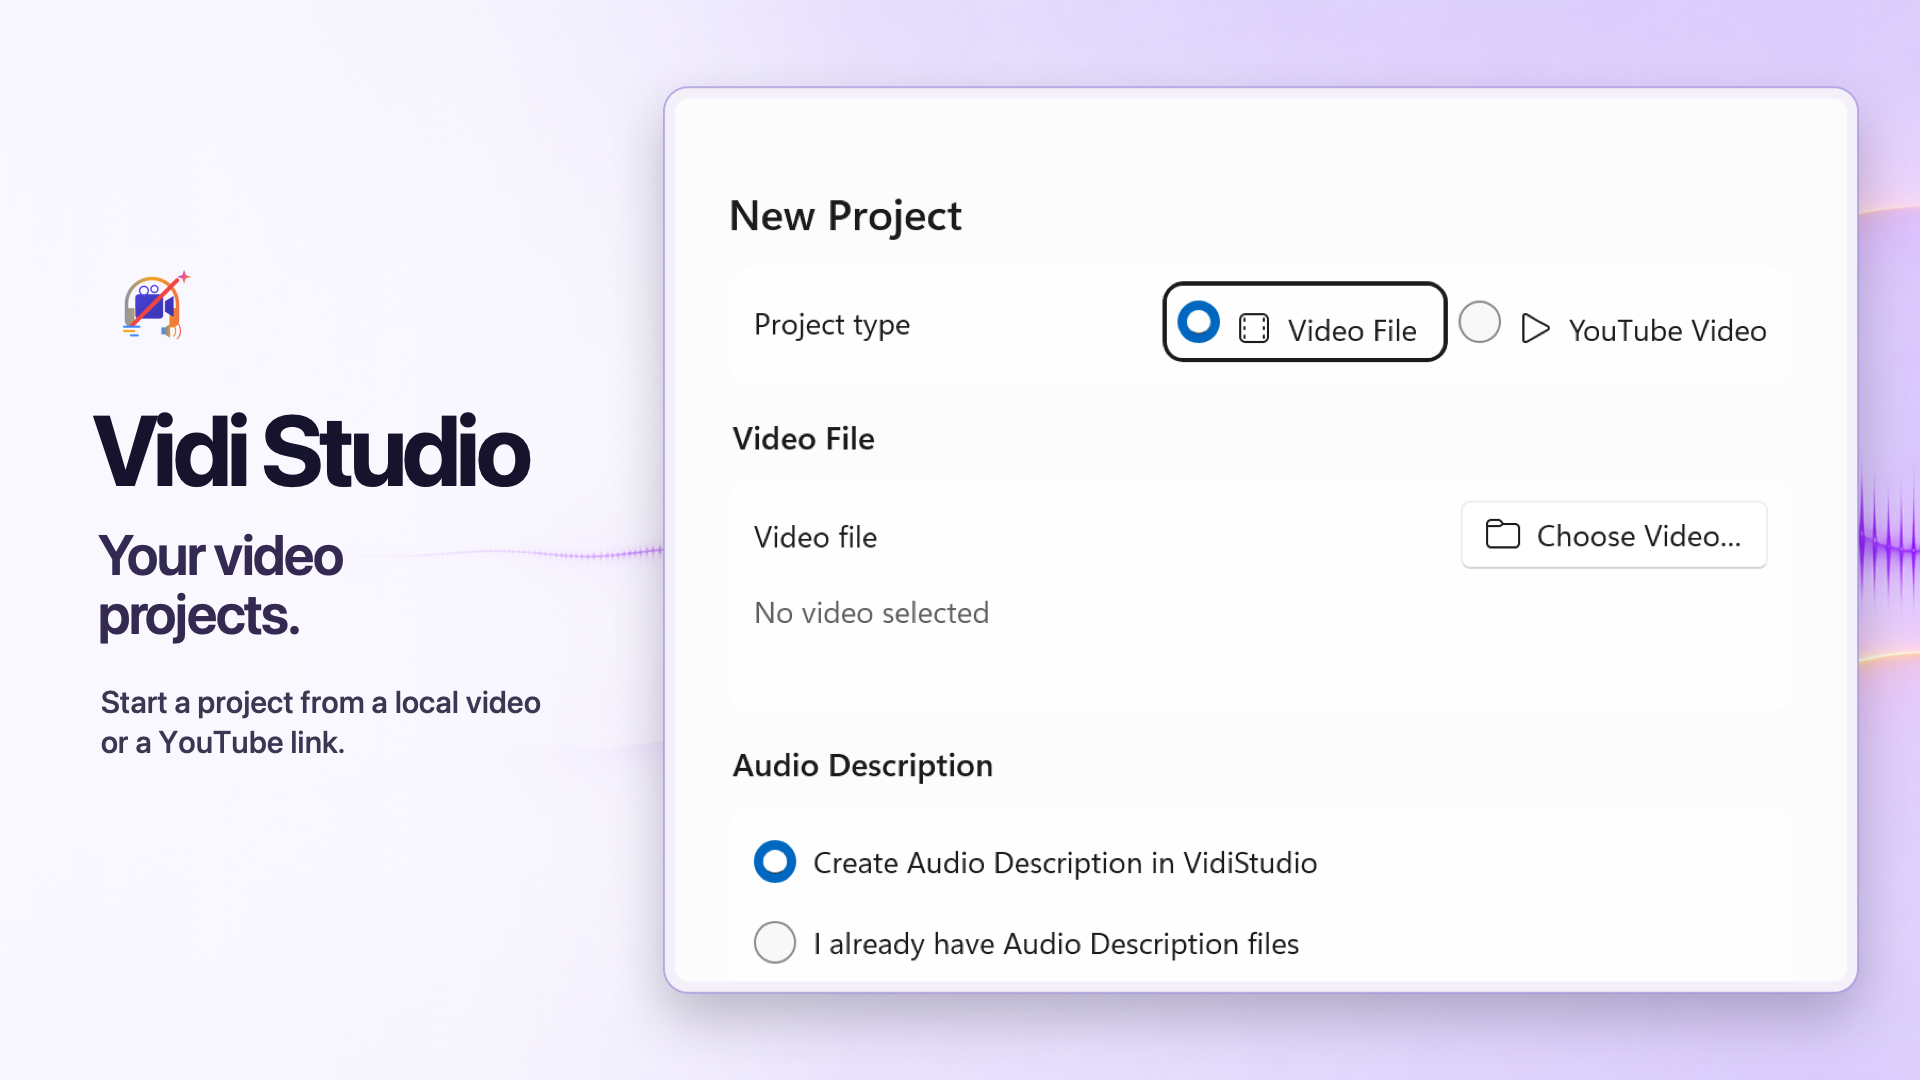 Vidi Studio
Your video
projects.
Start a project from a local video
or a YouTube link.
New Project
Project type
Video File
YouTube Video
Video File
Video file
Choose Video...
No video selected
Audio Description
Create Audio Description in VidiStudio
I already have Audio Description files